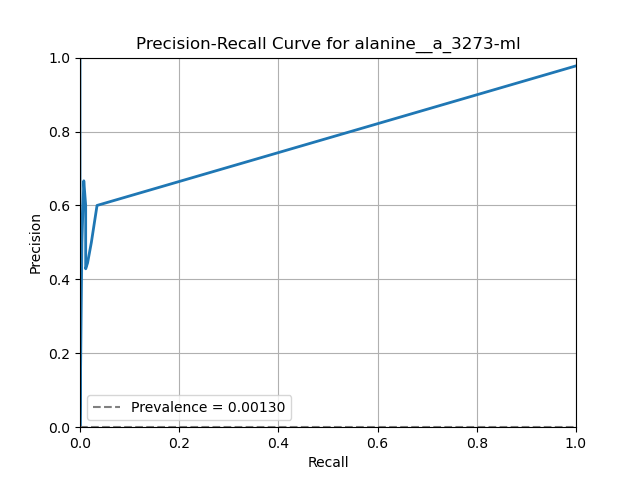 Precision-Recall Curve for alanine__a_3273-ml
1.0
0.8
0.6
0.4
0.2
0.0
Precision
Prevalence = 0.00130
0.0 0.2 0.4 0.6 0.8 1.0
Recall